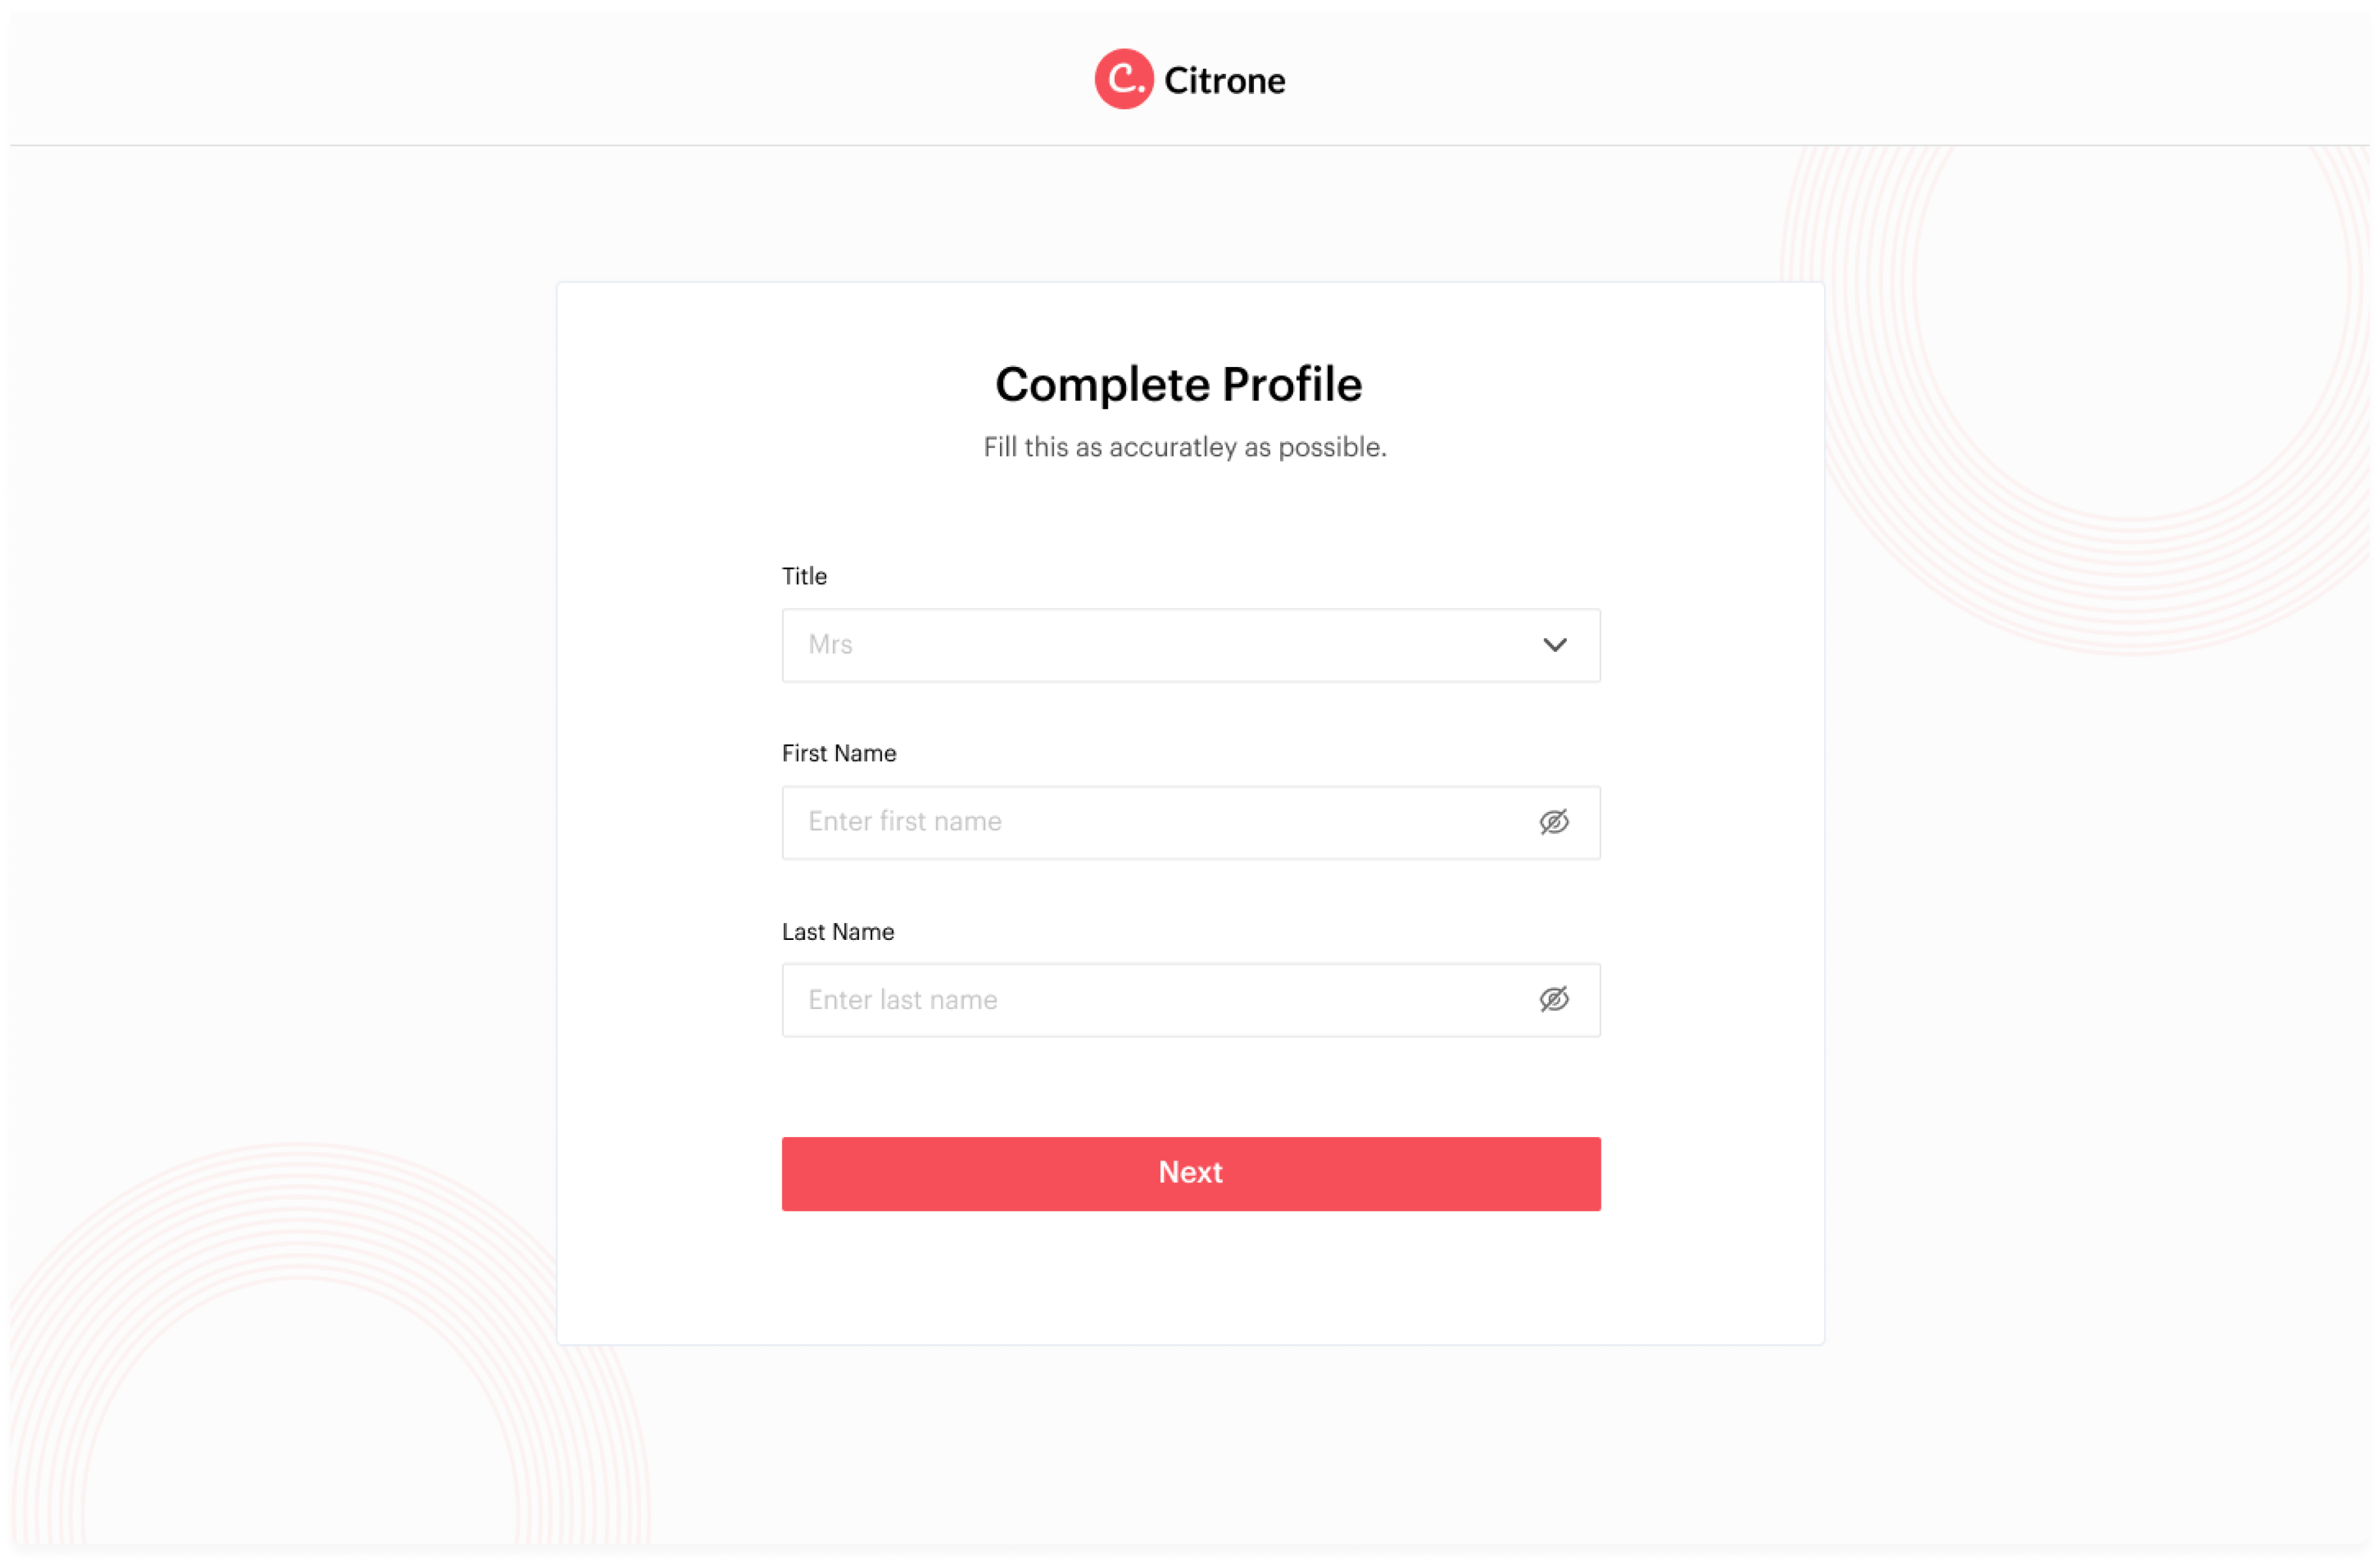 C. Citrone
Complete Profile
Fill this as accuratley as possible.
Title
Mrs
First Name
Enter first name
Last Name
Enter last name
Next